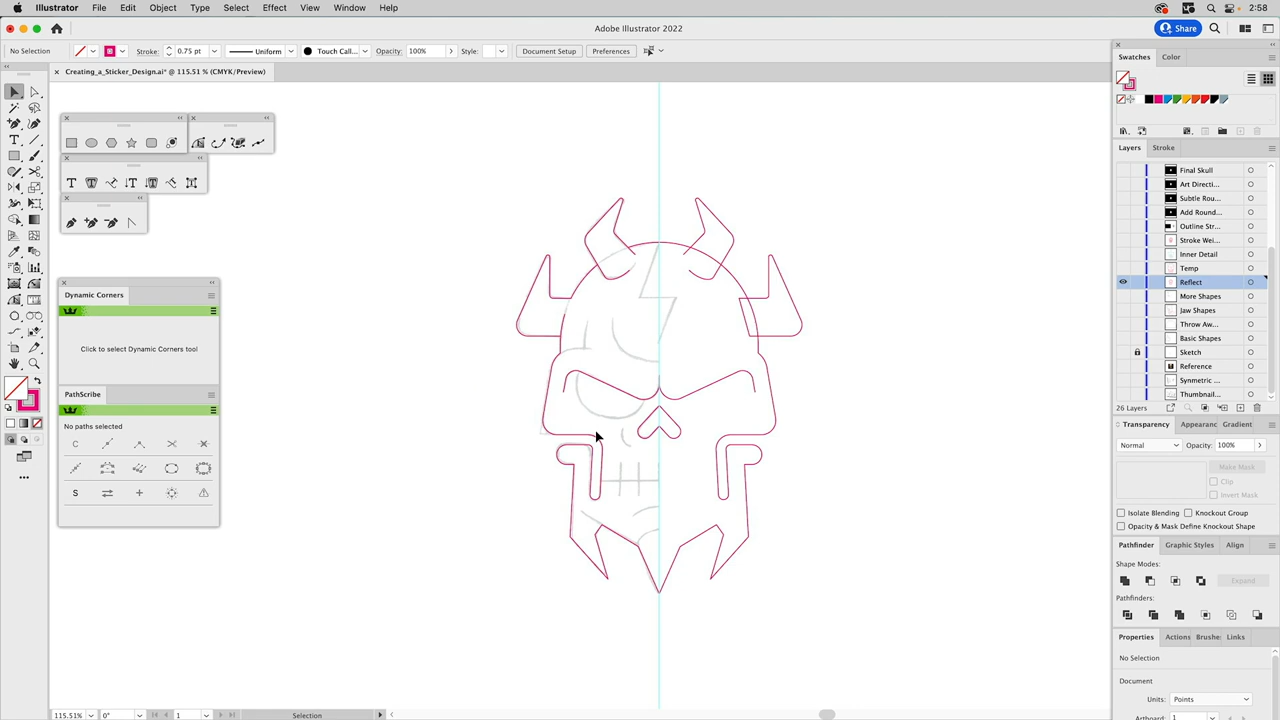 Illustrator File Edit Object Type Select Effect View Window Help 2:58
Adobe Illustrator 2022
Share
No Selection Stroke: 0.75 pt Uniform Touch Call... Opacity: 100% Style: Document Setup Preferences
× Creating_a_Sticker_Design.ai* @ 115.51 % (CMYK/Preview)
Swatches Color
Layers Stroke
Final Skull
Art Directi...
Subtle Rou...
Add Round...
Outline Str...
Stroke Wei...
Inner Detail
Temp
Reflect
More Shapes
Jaw Shapes
Throw Aw...
Basic Shapes
Sketch
Reference
Symmetric ...
Thumbnail...
26 Layers
Transparency Appearanc Gradient
Normal Opacity: 100%
Make Mask
Clip
Invert Mask
Isolate Blending Knockout Group
Opacity & Mask Define Knockout Shape
Pathfinder Graphic Styles Align
Shape Modes:
Expand
Pathfinders:
Properties Actions Brushe Links
No Selection
Document
Units: Points
Artboard: 1
Dynamic Corners
Click to select Dynamic Corners tool
PathScribe
No paths selected
115.51% 0° 1 Selection